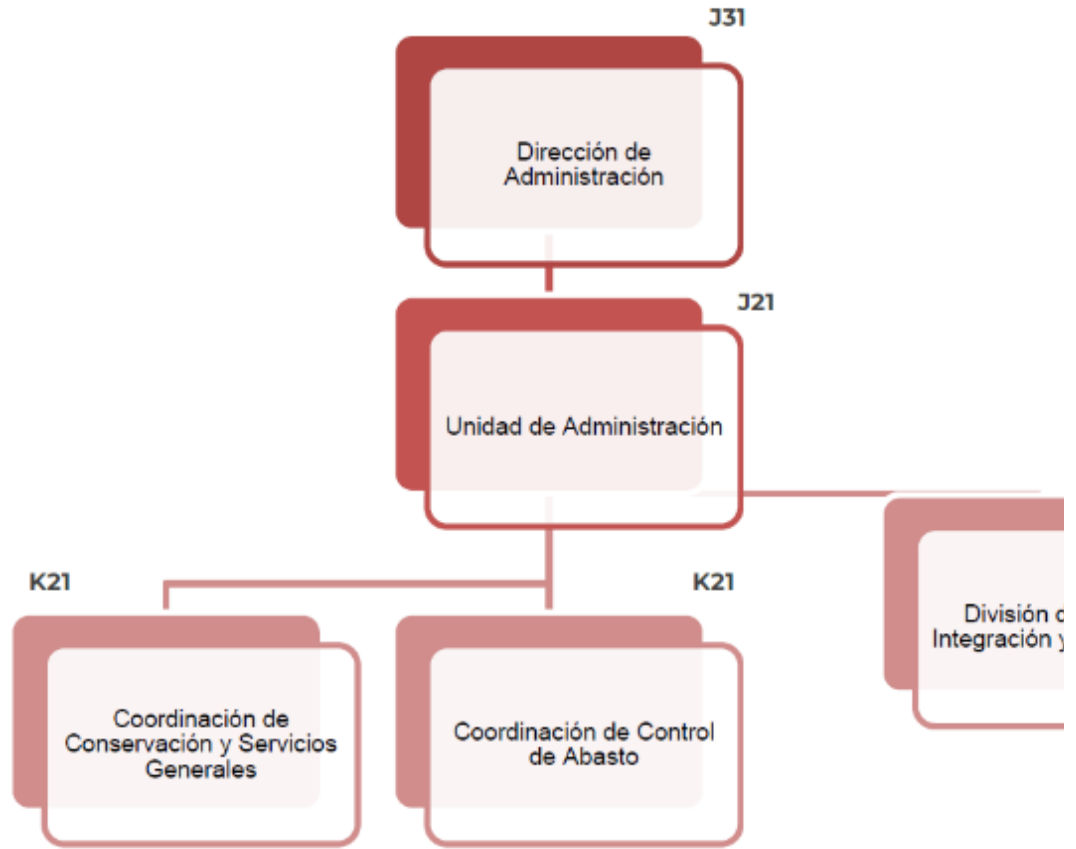 J31
Dirección de
Administración
J21
Unidad de Administración
K21
K21
División
Integración y
Coordinación de
Conservación y Servicios
Generales
Coordinación de Control
de Abasto